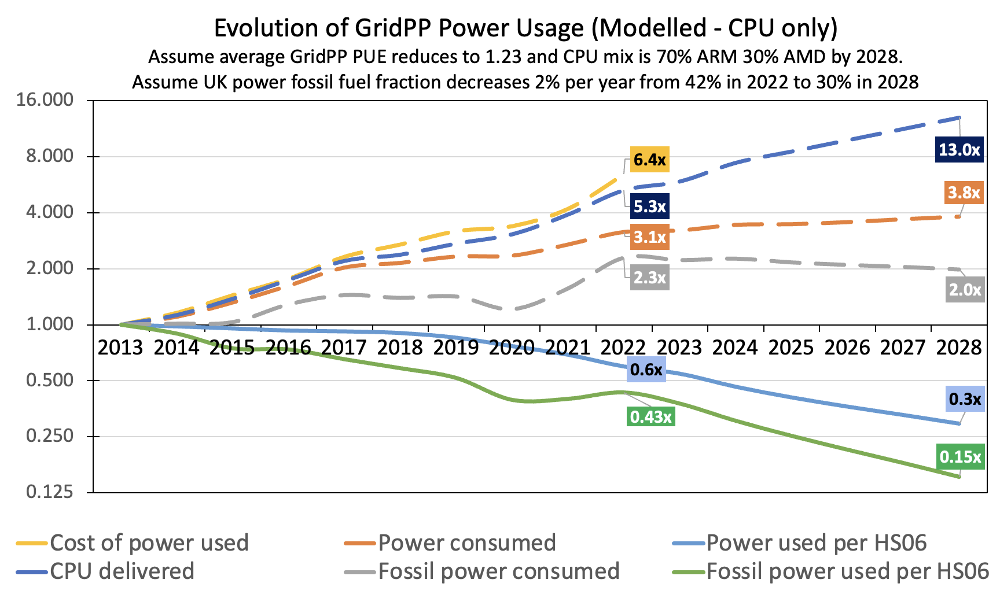 Evolution of GridPP Power Usage (Modelled - CPU only)
Assume average GridPP PUE reduces to 1.23 and CPU mix is 70% ARM 30% AMD by 2028.
Assume UK power fossil fuel fraction decreases 2% per year from 42% in 2022 to 30% in 2028
16.000
8.000
4.000
2.000
1.000
0.500
0.250
0.125
6.4x
5.3x
3.1x
2.3x
13.0x
3.8x
2.0x
2013 2014 2015 2016 2017 2018 2019 2020 2021 2022 2023 2024 2025 2026 2027 2028
0.6x
0.43x
0.3x
0.15x
Cost of power used
Power consumed
Power used per HS06
CPU delivered
Fossil power consumed
Fossil power used per HS06